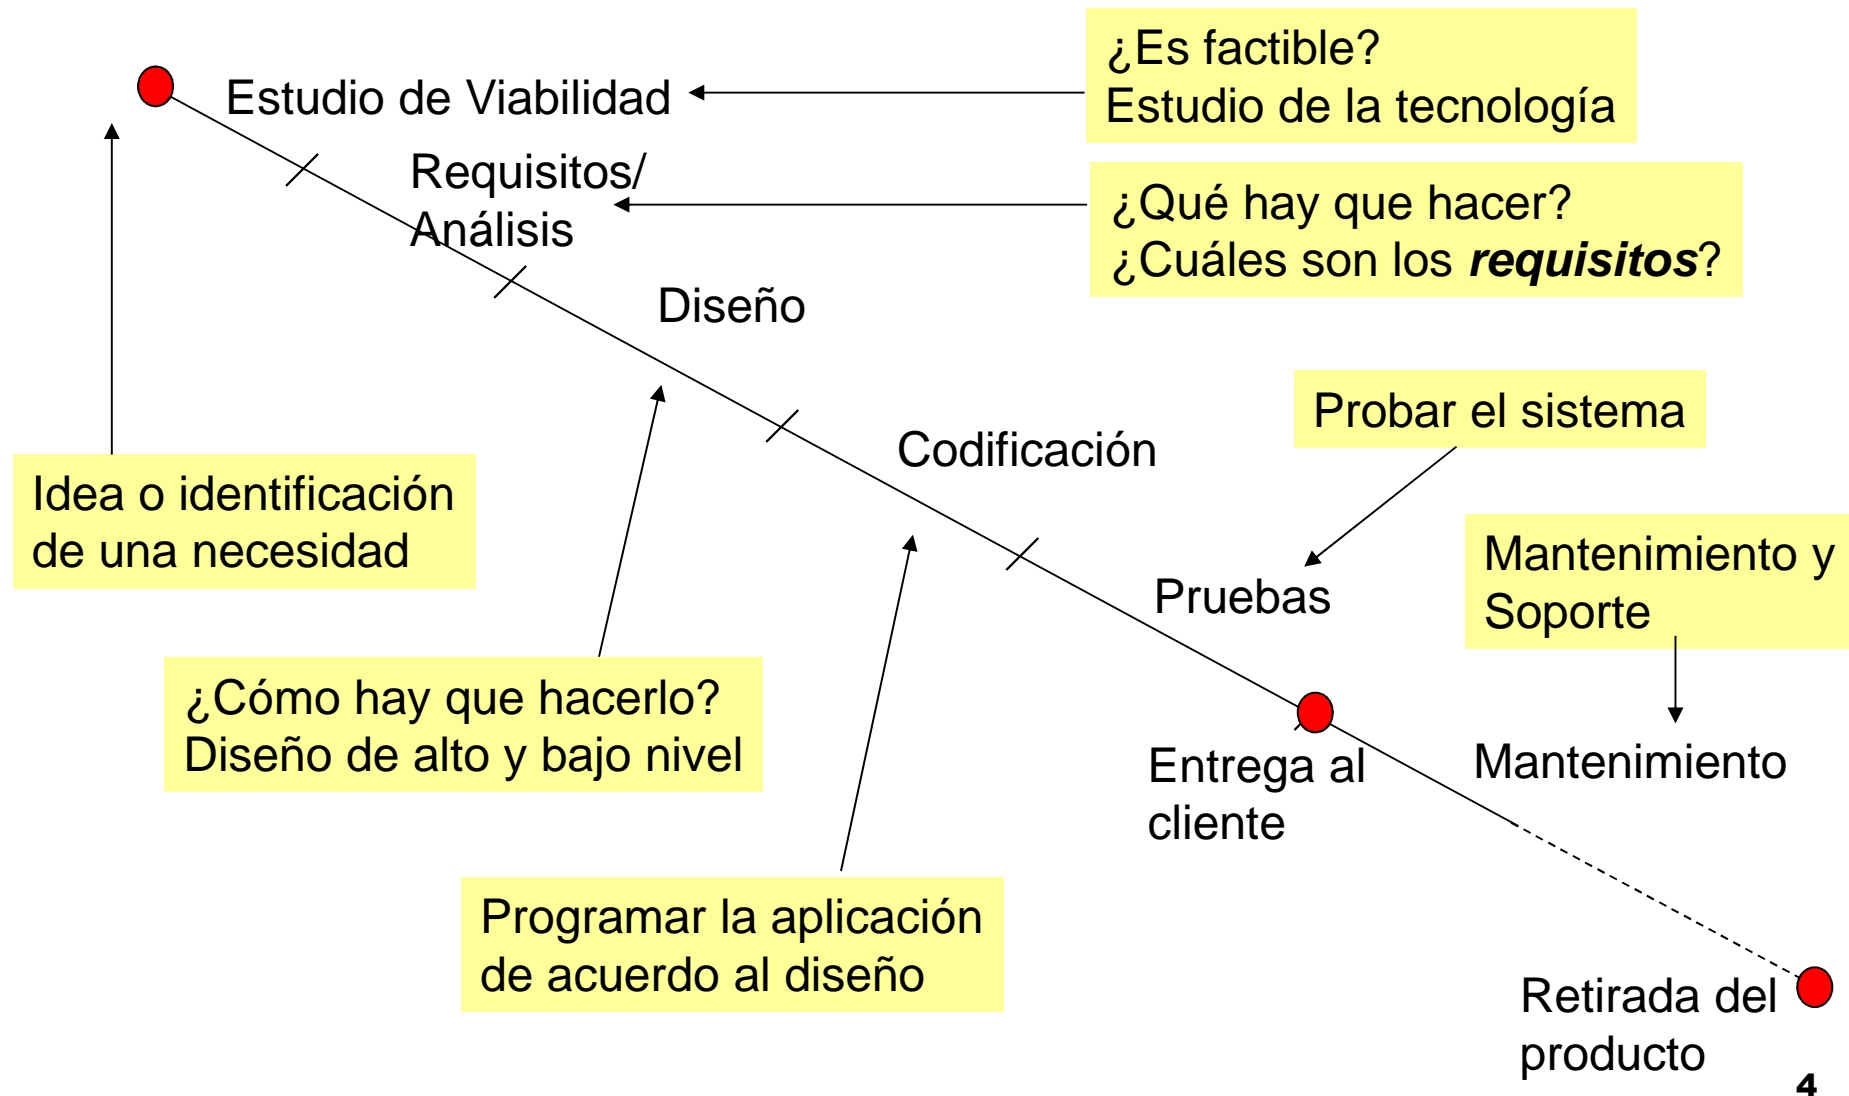 ¿Es factible?
Estudio de la tecnología
Estudio de Viabilidad
Requisitos/
Análisis
¿Qué hay que hacer?
¿Cuáles son los requisitos?
Diseño
Probar el sistema
Codificación
Idea o identificación
de una necesidad
Mantenimiento y
Soporte
Pruebas
¿Cómo hay que hacerlo?
Diseño de alto y bajo nivel
Entrega al
cliente
Mantenimiento
Programar la aplicación
de acuerdo al diseño
Retirada del
producto
4